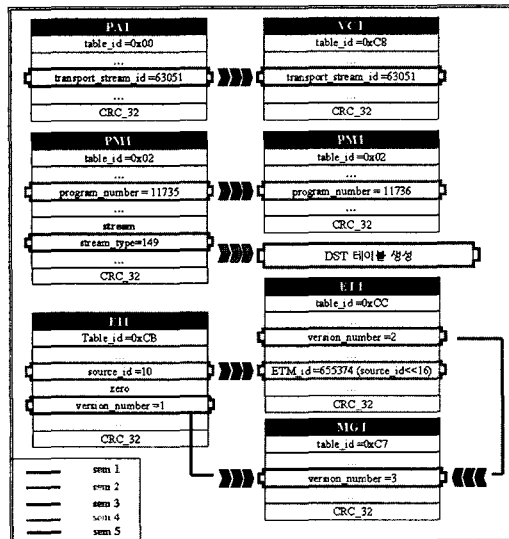 PAT
table_id =0x00
...
transport_stream_id =63051
...
CRC_32
VCT
table_id =0xC8
...
transport_stream_id =63051
...
CRC_32
PMT
table_id =0x02
...
program_number = 11735
...
stream
stream_type=149
...
CRC_32
PMT
table_id =0x02
...
program_number = 11736
...
CRC_32
DST 테이블 생성
EIT
Table_id =0xCB
...
source_id =10
zero
version_number =1
...
CRC_32
ETT
table_id =0xCC
...
version_number =2
...
ETM_id=655374 (source_id<<16)
...
CRC_32
MGT
table_id =0xC7
...
version_number =3
...
CRC_32
sem 1
sem 2
sem 3
sem 4
sem 5